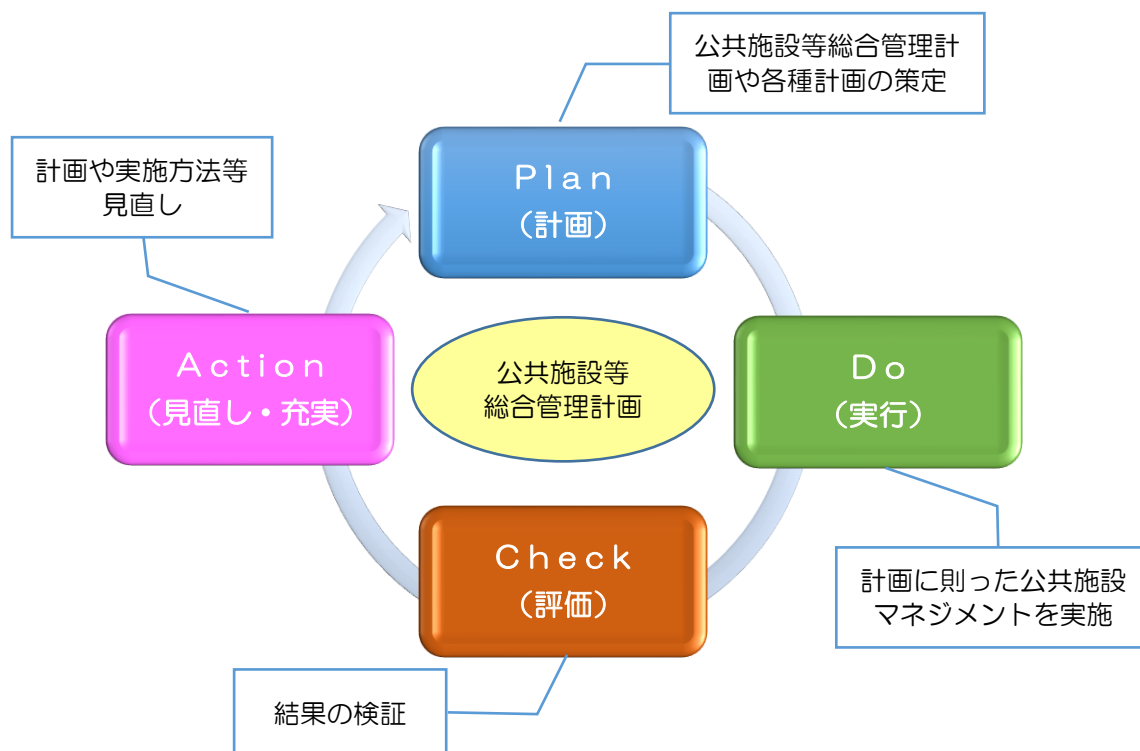 公共施設等総合管理計
画や各種計画の策定
Plan
（計画）
計画や実施方法等
見直し
Action
（見直し・充実）
公共施設等
総合管理計画
Do
（実行）
Check
（評価）
計画に則った公共施設
マネジメントを実施
結果の検証